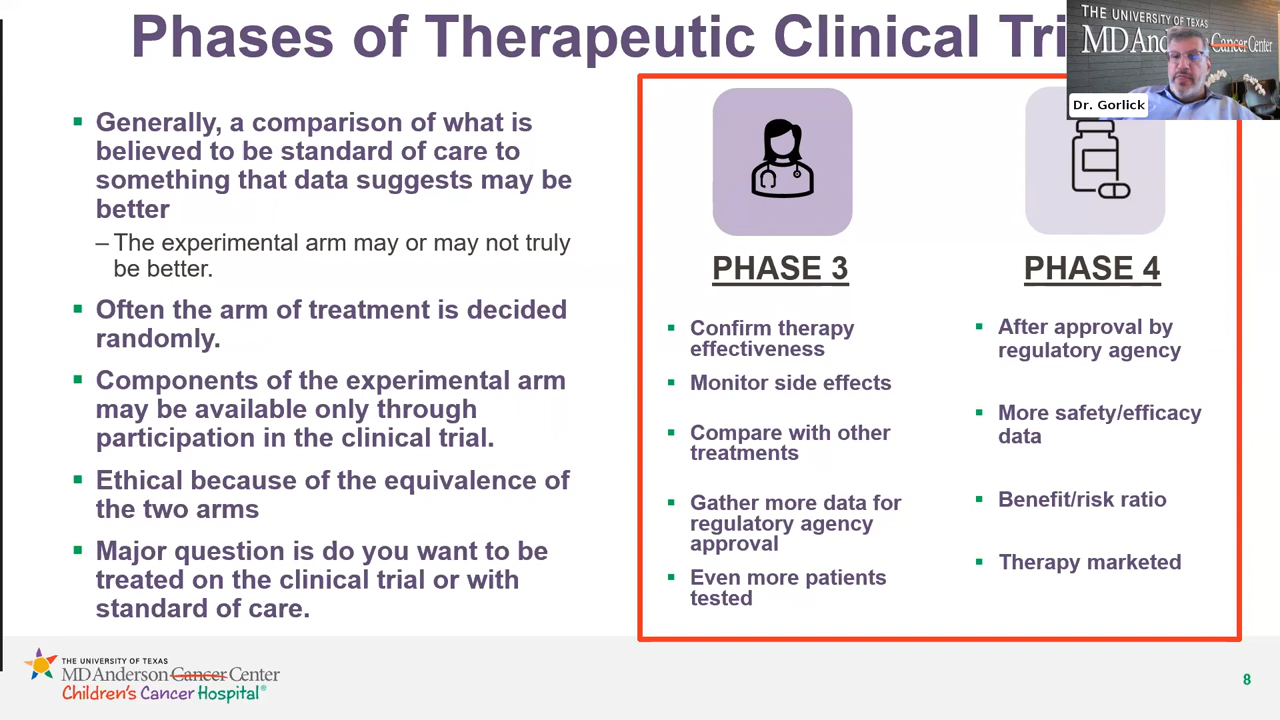 Phases of Therapeutic Clinical Tri
THE UNIVERSITY OF TEXAS
MD Anderson Cancer Center
Dr. Gorlick
▪ Generally, a comparison of what is
believed to be standard of care to
something that data suggests may be
better
– The experimental arm may or may not truly
be better.
▪ Often the arm of treatment is decided
randomly.
▪ Components of the experimental arm
may be available only through
participation in the clinical trial.
▪ Ethical because of the equivalence of
the two arms
▪ Major question is do you want to be
treated on the clinical trial or with
standard of care.
PHASE 3
▪ Confirm therapy
effectiveness
▪ Monitor side effects
▪ Compare with other
treatments
▪ Gather more data for
regulatory agency
approval
▪ Even more patients
tested
PHASE 4
▪ After approval by
regulatory agency
▪ More safety/efficacy
data
▪ Benefit/risk ratio
▪ Therapy marketed
THE UNIVERSITY OF TEXAS
MD Anderson Cancer Center
Children's Cancer Hospital®
8